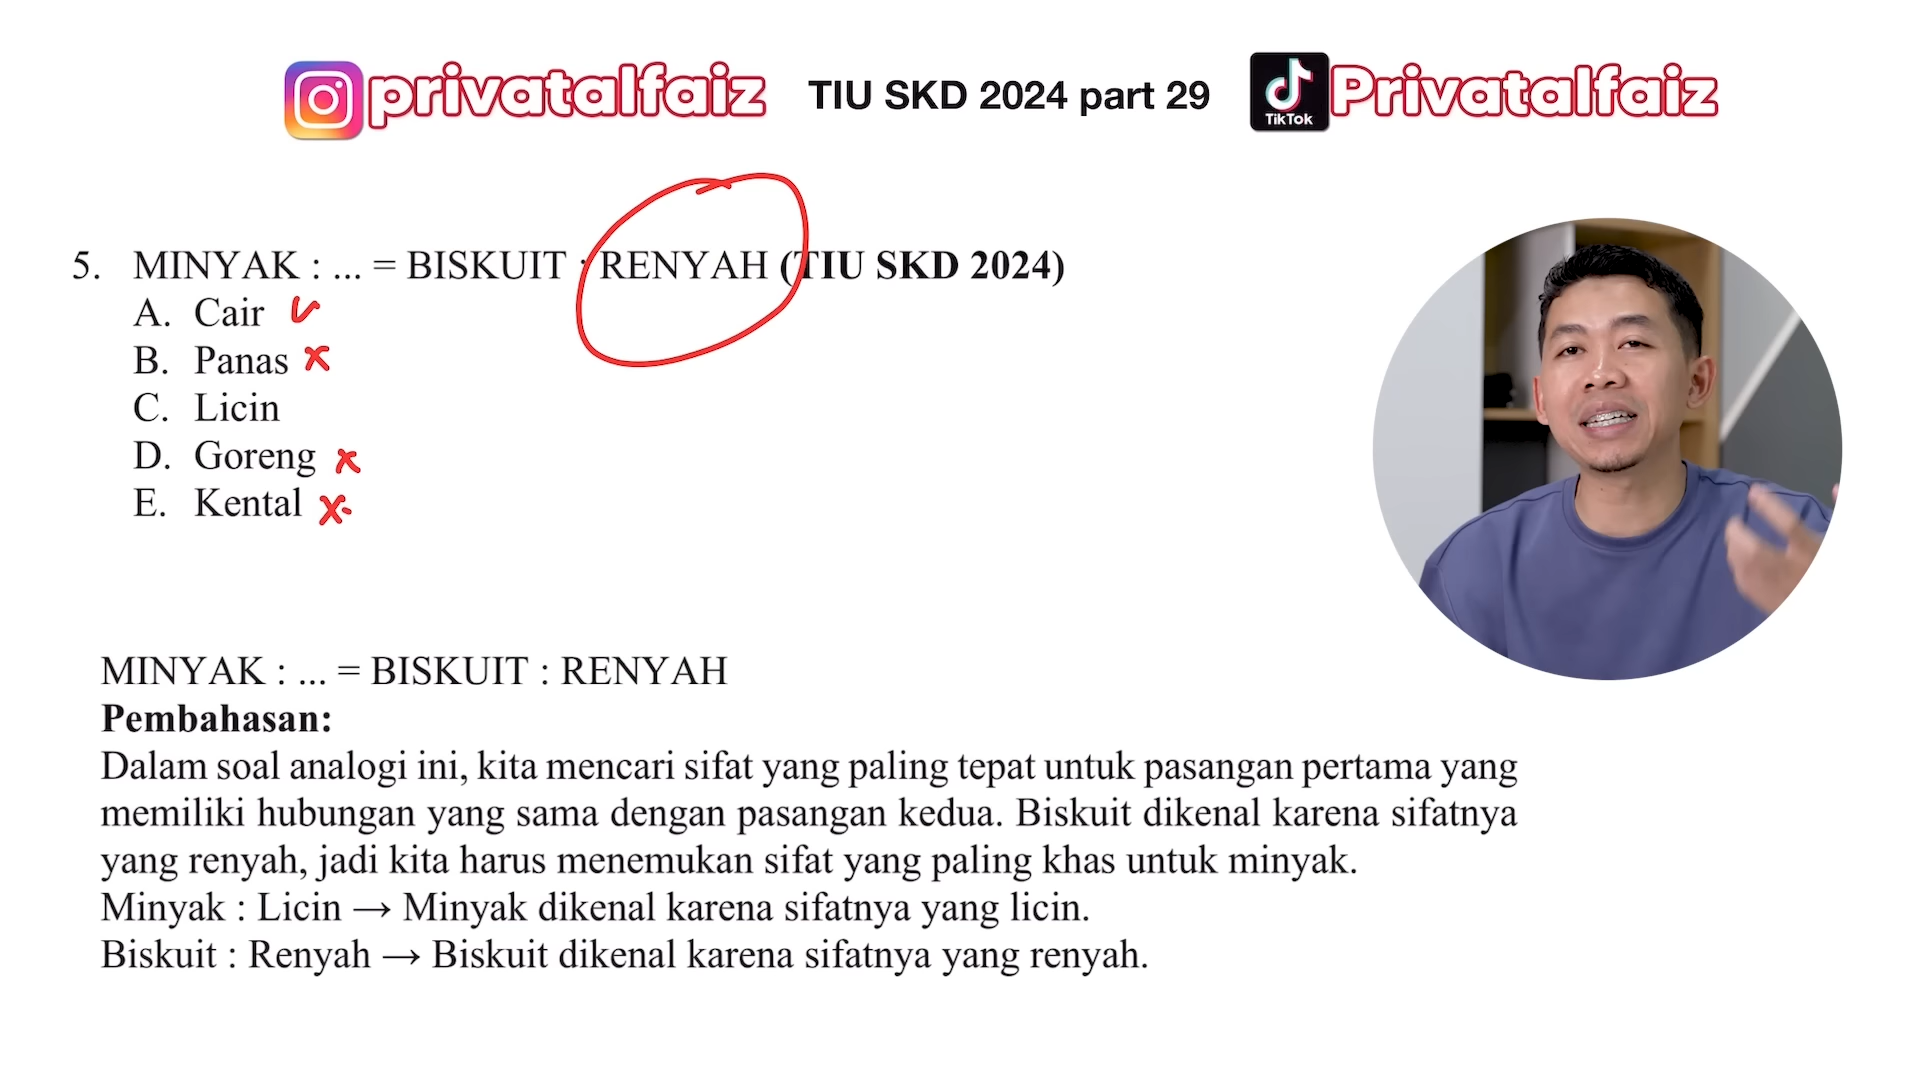 privatalfaiz TIU SKD 2024 part 29 TikTok Privatalfaiz
5. MINYAK : ... = BISKUIT : RENYAH (TIU SKD 2024)
A. Cair
B. Panas
C. Licin
D. Goreng
E. Kental
MINYAK : ... = BISKUIT : RENYAH
Pembahasan:
Dalam soal analogi ini, kita mencari sifat yang paling tepat untuk pasangan pertama yang
memiliki hubungan yang sama dengan pasangan kedua. Biskuit dikenal karena sifatnya
yang renyah, jadi kita harus menemukan sifat yang paling khas untuk minyak.
Minyak : Licin → Minyak dikenal karena sifatnya yang licin.
Biskuit : Renyah → Biskuit dikenal karena sifatnya yang renyah.